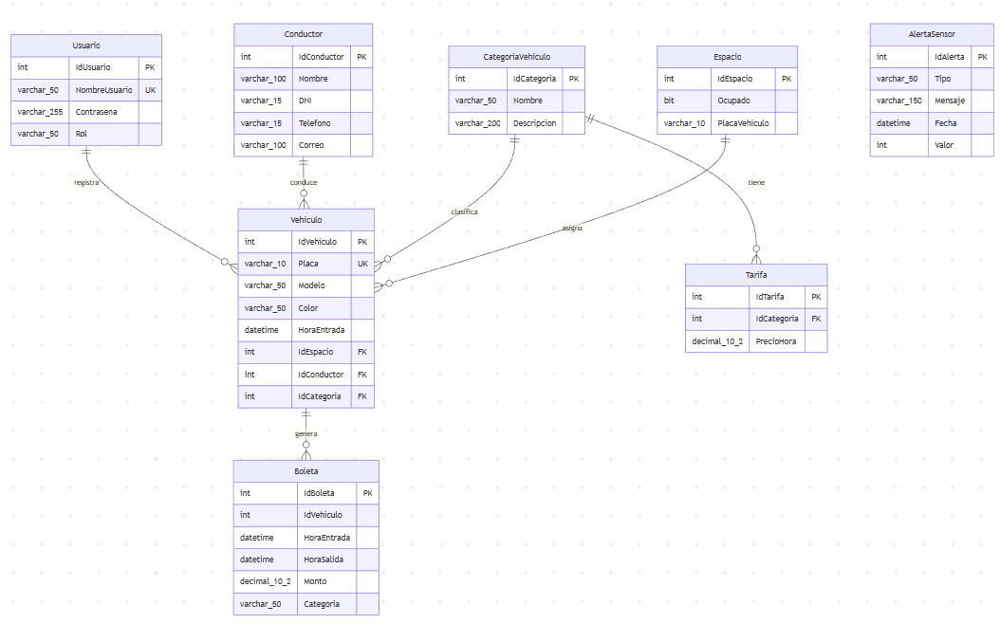 Usuario
int IdUsuario PK
varchar_50 NombreUsuario UK
varchar_255 Contrasena
varchar_50 Rol
Conductor
int IdConductor PK
varchar_100 Nombre
varchar_15 DNI
varchar_15 Telefono
varchar_100 Correo
CategoriaVehiculo
int IdCategoria PK
varchar_50 Nombre
varchar_200 Descripcion
Espacio
int IdEspacio PK
bit Ocupado
varchar_10 PlacaVehiculo
AlertaSensor
int IdAlerta PK
varchar_50 Tipo
varchar_150 Mensaje
datetime Fecha
int Valor
registra
conduce
clasifica
asigna
tiene
Vehiculo
int IdVehiculo PK
varchar_10 Placa UK
varchar_50 Modelo
varchar_50 Color
datetime HoraEntrada
int IdEspacio FK
int IdConductor FK
int IdCategoria FK
Tarifa
int IdTarifa PK
int IdCategoria FK
decimal_10_2 PrecioHora
genera
Boleta
int IdBoleta PK
int IdVehiculo
datetime HoraEntrada
datetime HoraSalida
decimal_10_2 Monto
varchar_50 Categoria